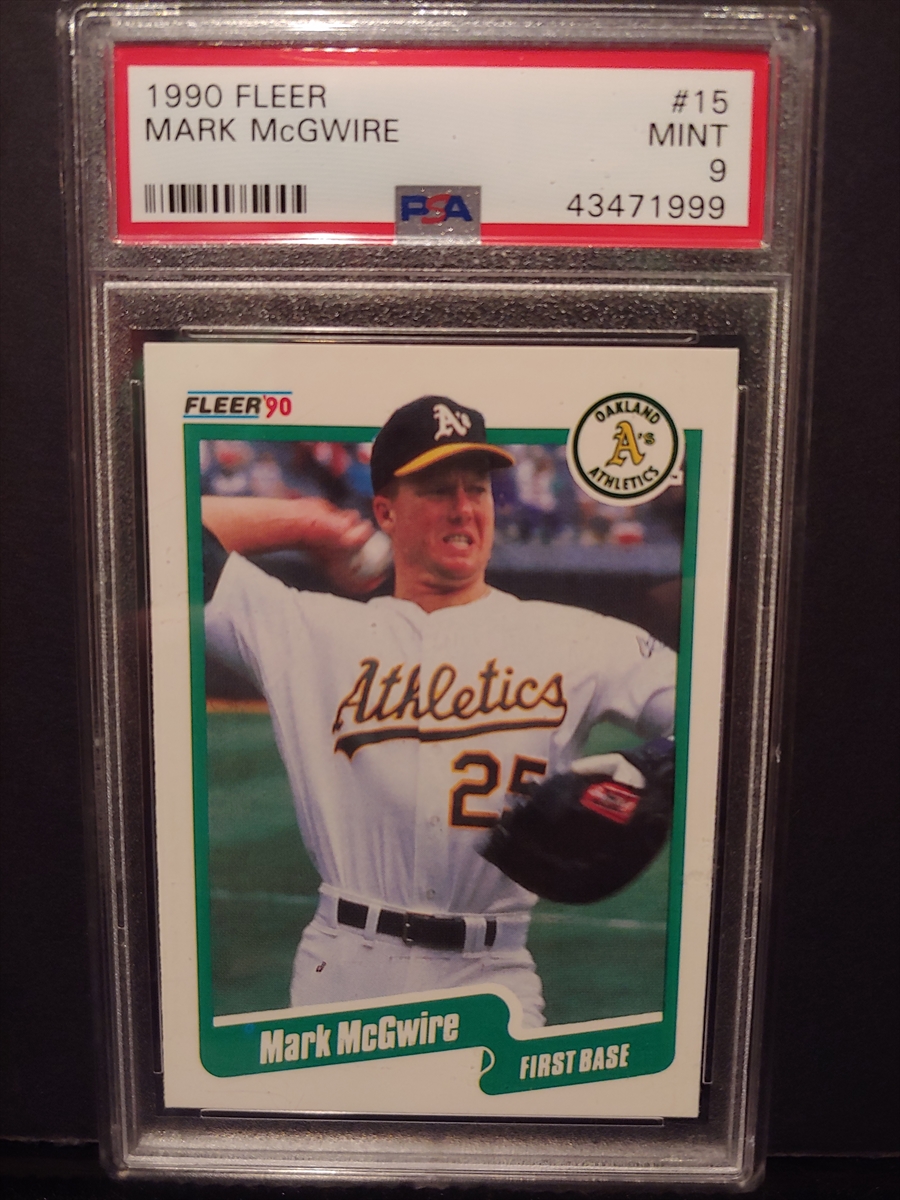 1990 FLEER #15
MARK McGWIRE MINT
9
PSA 43471999
FLEER'90
OAKLAND
A's
ATHLETICS
A's
Athletics
25
Mark McGwire
FIRST BASE